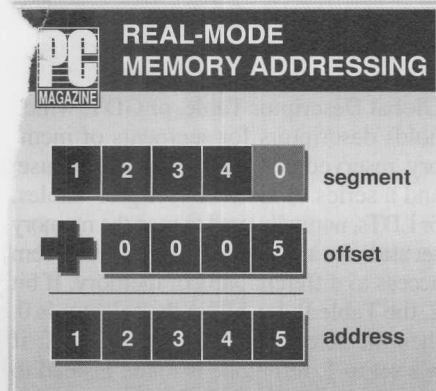 PC
MAGAZINE
REAL-MODE
MEMORY ADDRESSING
1 2 3 4 0 segment
+ 0 0 0 5 offset
1 2 3 4 5 address